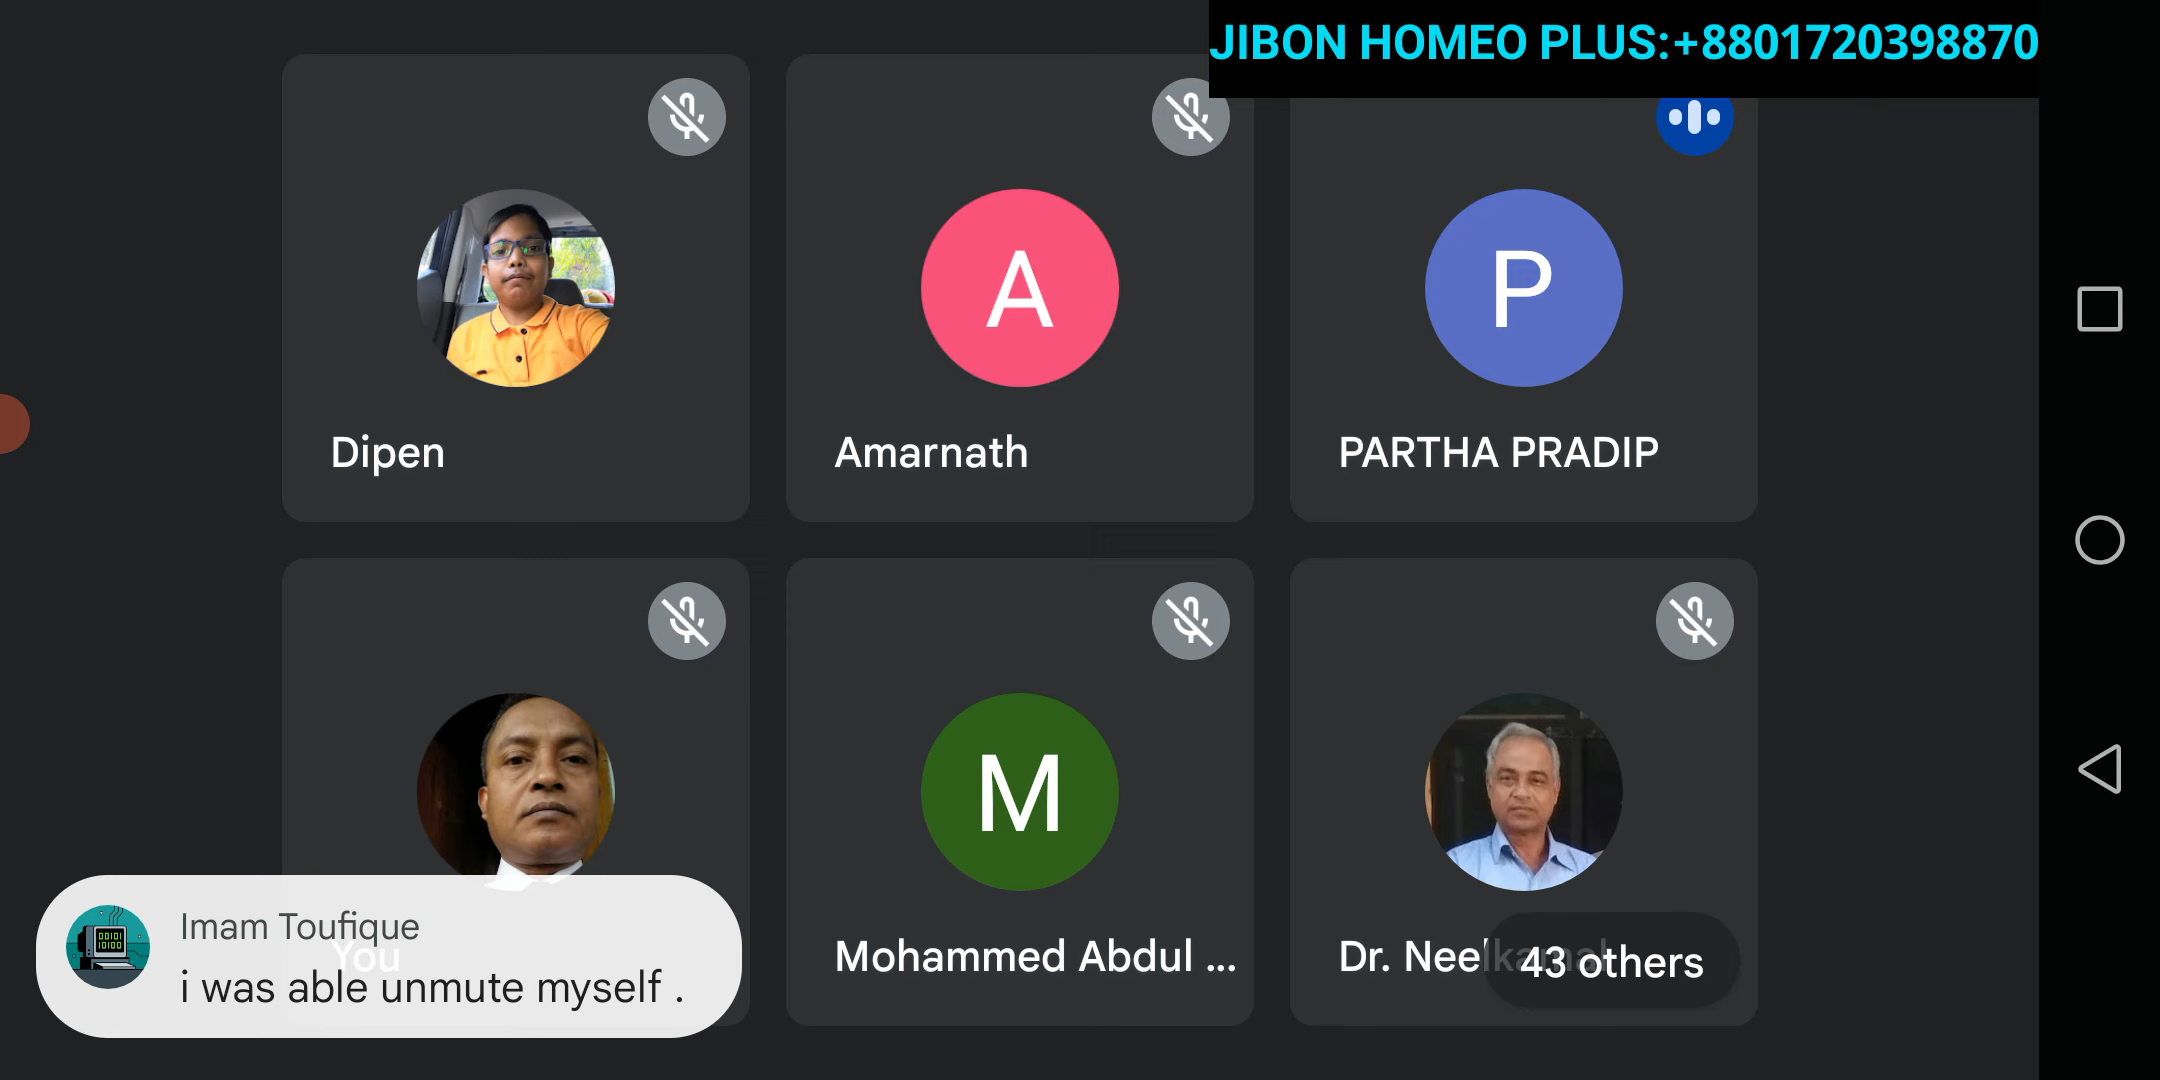 JIBON HOMEO PLUS:+8801720398870
A
P
Dipen
Amarnath
PARTHA PRADIP
M
Imam Toufique
You
i was able unmute myself .
Mohammed Abdul ...
Dr. Neelkamal
43 others